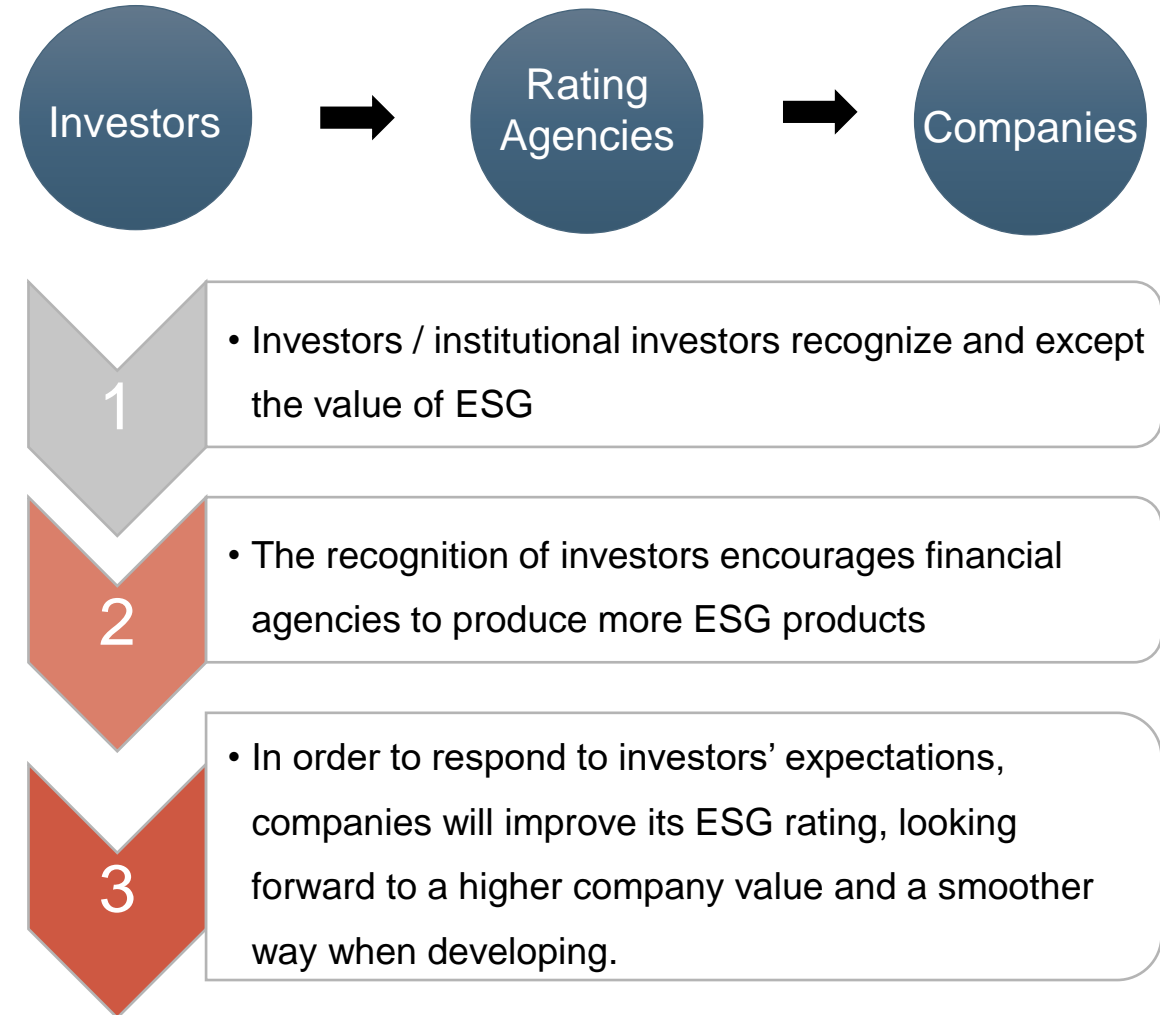 Investors
Rating
Agencies
Companies
1
• Investors / institutional investors recognize and except
the value of ESG
2
• The recognition of investors encourages financial
agencies to produce more ESG products
3
• In order to respond to investors’ expectations,
companies will improve its ESG rating, looking
forward to a higher company value and a smoother
way when developing.